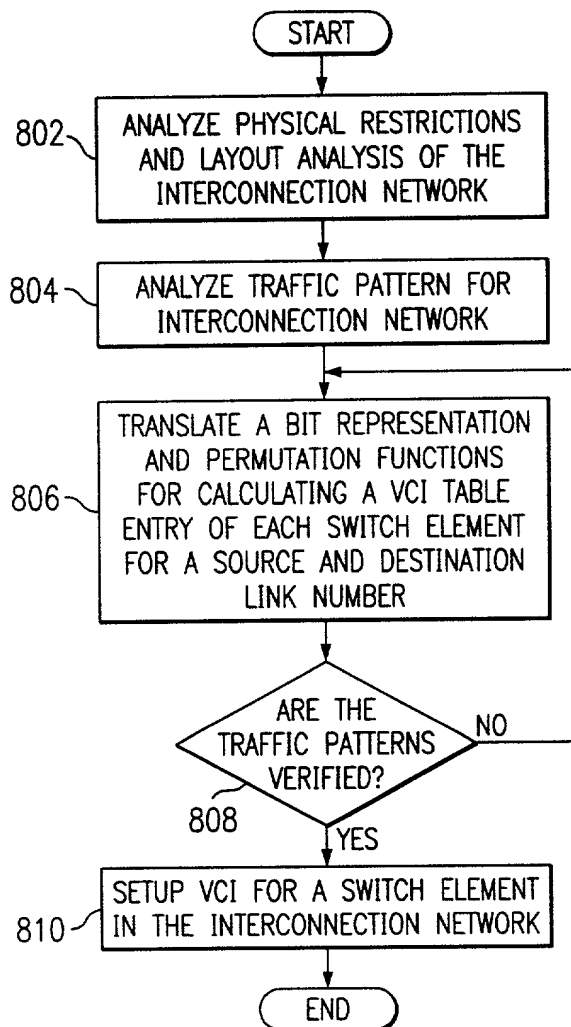 START
802
ANALYZE PHYSICAL RESTRICTIONS
AND LAYOUT ANALYSIS OF THE
INTERCONNECTION NETWORK
804
ANALYZE TRAFFIC PATTERN FOR
INTERCONNECTION NETWORK
806
TRANSLATE A BIT REPRESENTATION
AND PERMUTATION FUNCTIONS
FOR CALCULATING A VCI TABLE
ENTRY OF EACH SWITCH ELEMENT
FOR A SOURCE AND DESTINATION
LINK NUMBER
ARE THE
TRAFFIC PATTERNS
VERIFIED?
NO
808
YES
810
SETUP VCI FOR A SWITCH ELEMENT
IN THE INTERCONNECTION NETWORK
END